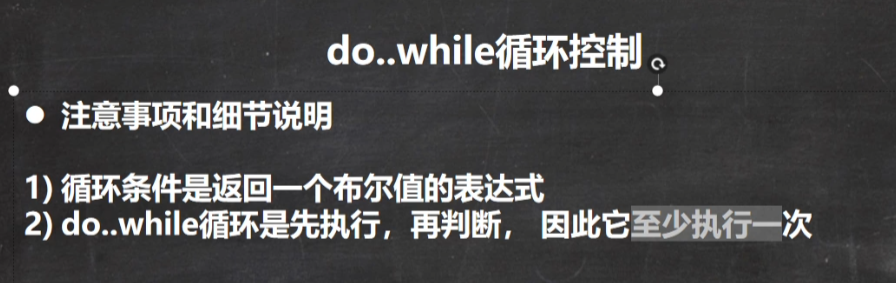 do..while循环控制
● 注意事项和细节说明
1) 循环条件是返回一个布尔值的表达式
2) do..while循环是先执行，再判断， 因此它至少执行一次